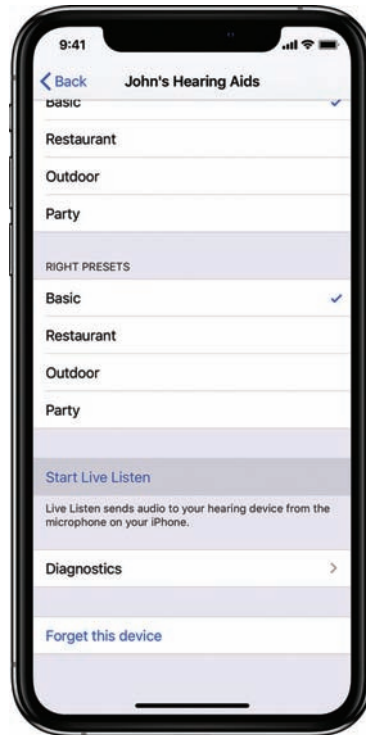 9:41
Back John's Hearing Aids
Basic
Restaurant
Outdoor
Party
RIGHT PRESETS
Basic
Restaurant
Outdoor
Party
Start Live Listen
Live Listen sends audio to your hearing device from the
microphone on your iPhone.
Diagnostics
Forget this device